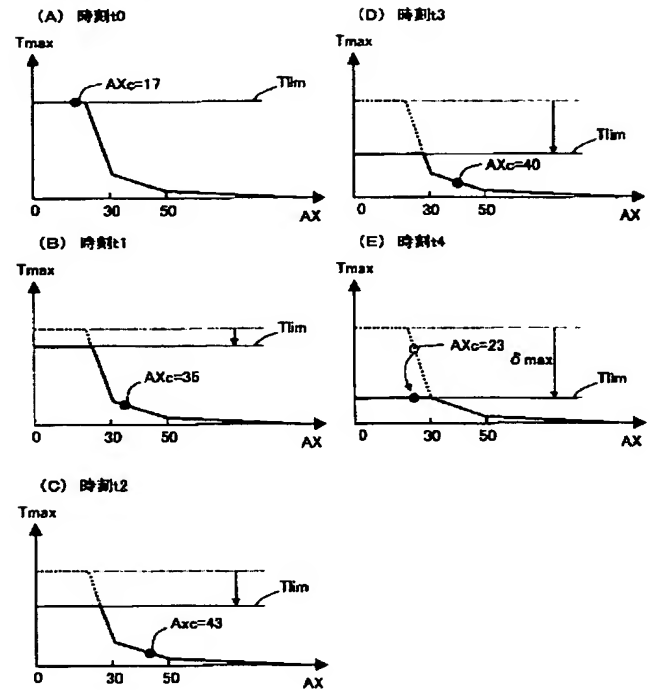 (A) 時刻t0
Tmax
AXc=17
Tlim
0
30
50
AX
(B) 時刻t1
Tmax
Tlim
AXc=35
0
30
50
AX
(C) 時刻t2
Tmax
Tlim
Axc=43
0
30
50
AX
(D) 時刻t3
Tmax
Tlim
AXc=40
0
30
50
AX
(E) 時刻t4
Tmax
AXc=23
δmax
Tlim
0
30
50
AX